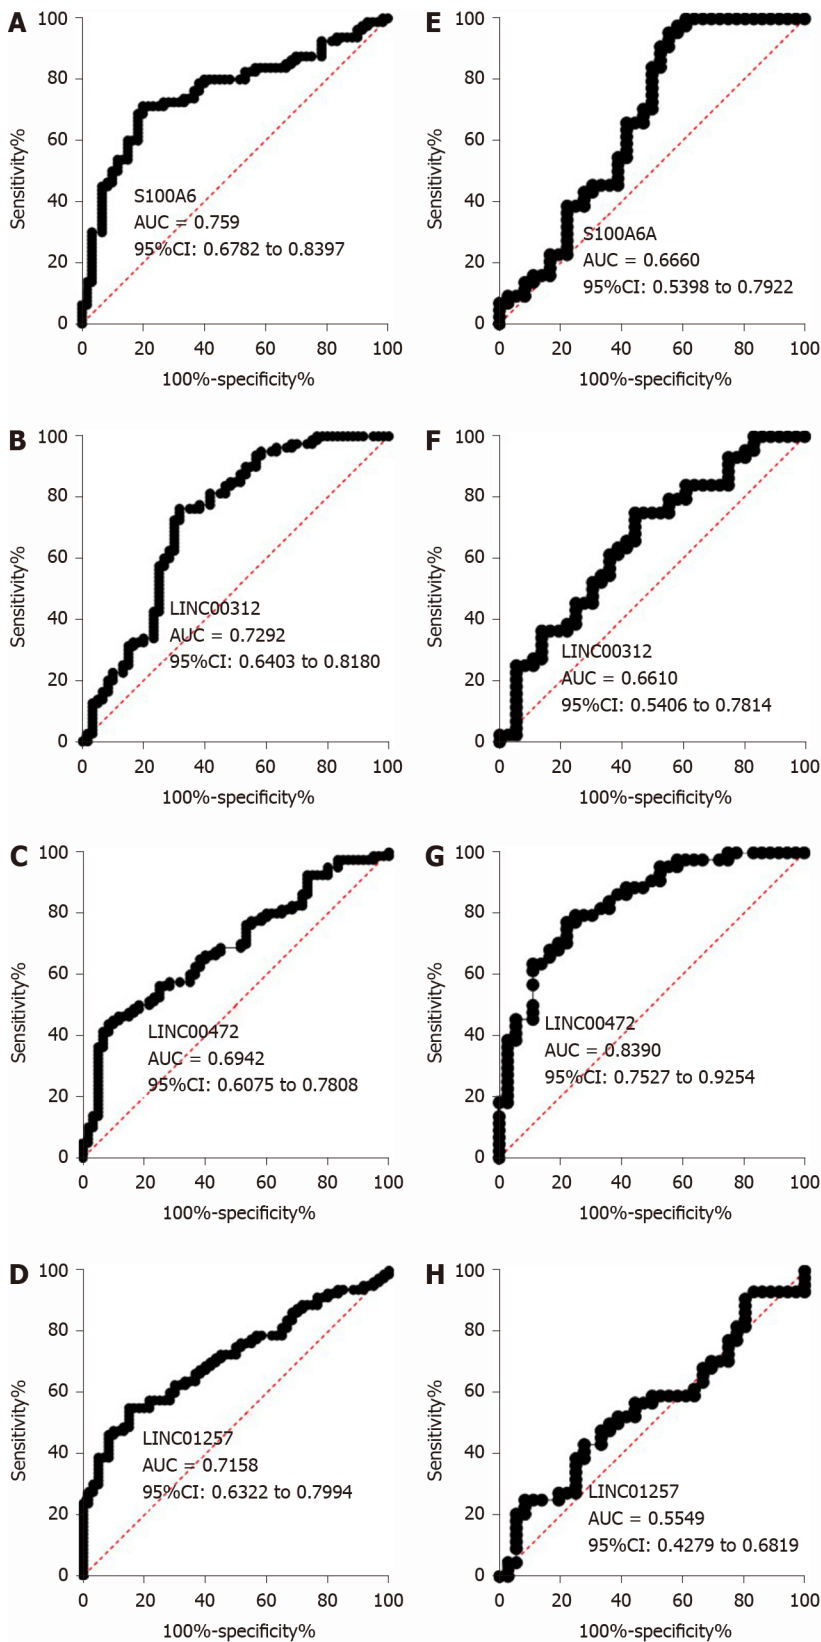 A
Sensitivity%
100
80
60
40
20
0
S100A6
AUC = 0.759
95%CI: 0.6782 to 0.8397
0 20 40 60 80 100
100%-specificity%
E
Sensitivity%
100
80
60
40
20
0
S100A6A
AUC = 0.6660
95%CI: 0.5398 to 0.7922
0 20 40 60 80 100
100%-specificity%
B
Sensitivity%
100
80
60
40
20
0
LINC00312
AUC = 0.7292
95%CI: 0.6403 to 0.8180
0 20 40 60 80 100
100%-specificity%
F
Sensitivity%
100
80
60
40
20
0
LINC00312
AUC = 0.6610
95%CI: 0.5406 to 0.7814
0 20 40 60 80 100
100%-specificity%
C
Sensitivity%
100
80
60
40
20
0
LINC00472
AUC = 0.6942
95%CI: 0.6075 to 0.7808
0 20 40 60 80 100
100%-specificity%
G
Sensitivity%
100
80
60
40
20
0
LINC00472
AUC = 0.8390
95%CI: 0.7527 to 0.9254
0 20 40 60 80 100
100%-specificity%
D
Sensitivity%
100
80
60
40
20
0
LINC01257
AUC = 0.7158
95%CI: 0.6322 to 0.7994
0 20 40 60 80 100
100%-specificity%
H
Sensitivity%
100
80
60
40
20
0
LINC01257
AUC = 0.5549
95%CI: 0.4279 to 0.6819
0 20 40 60 80 100
100%-specificity%